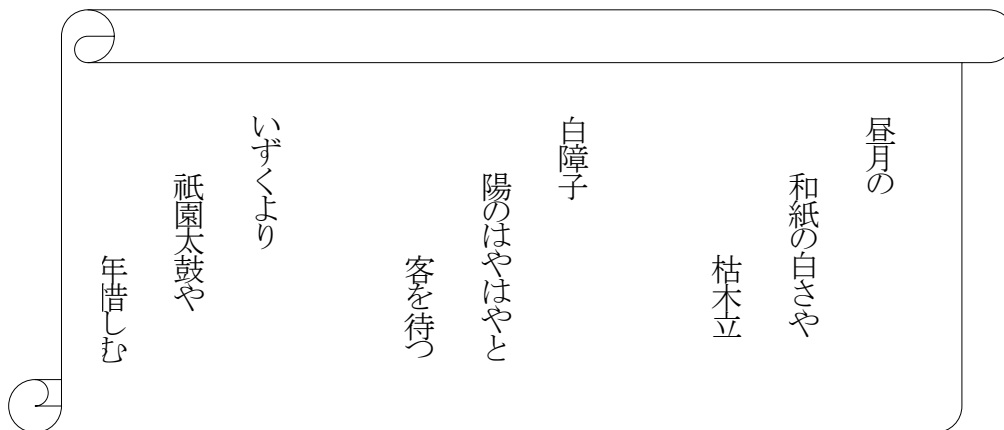 昼月の
和紙の白さや
枯木立
白障子
陽のはやはやと
客を待つ
いずくより
祇園太鼓や
年惜しむ